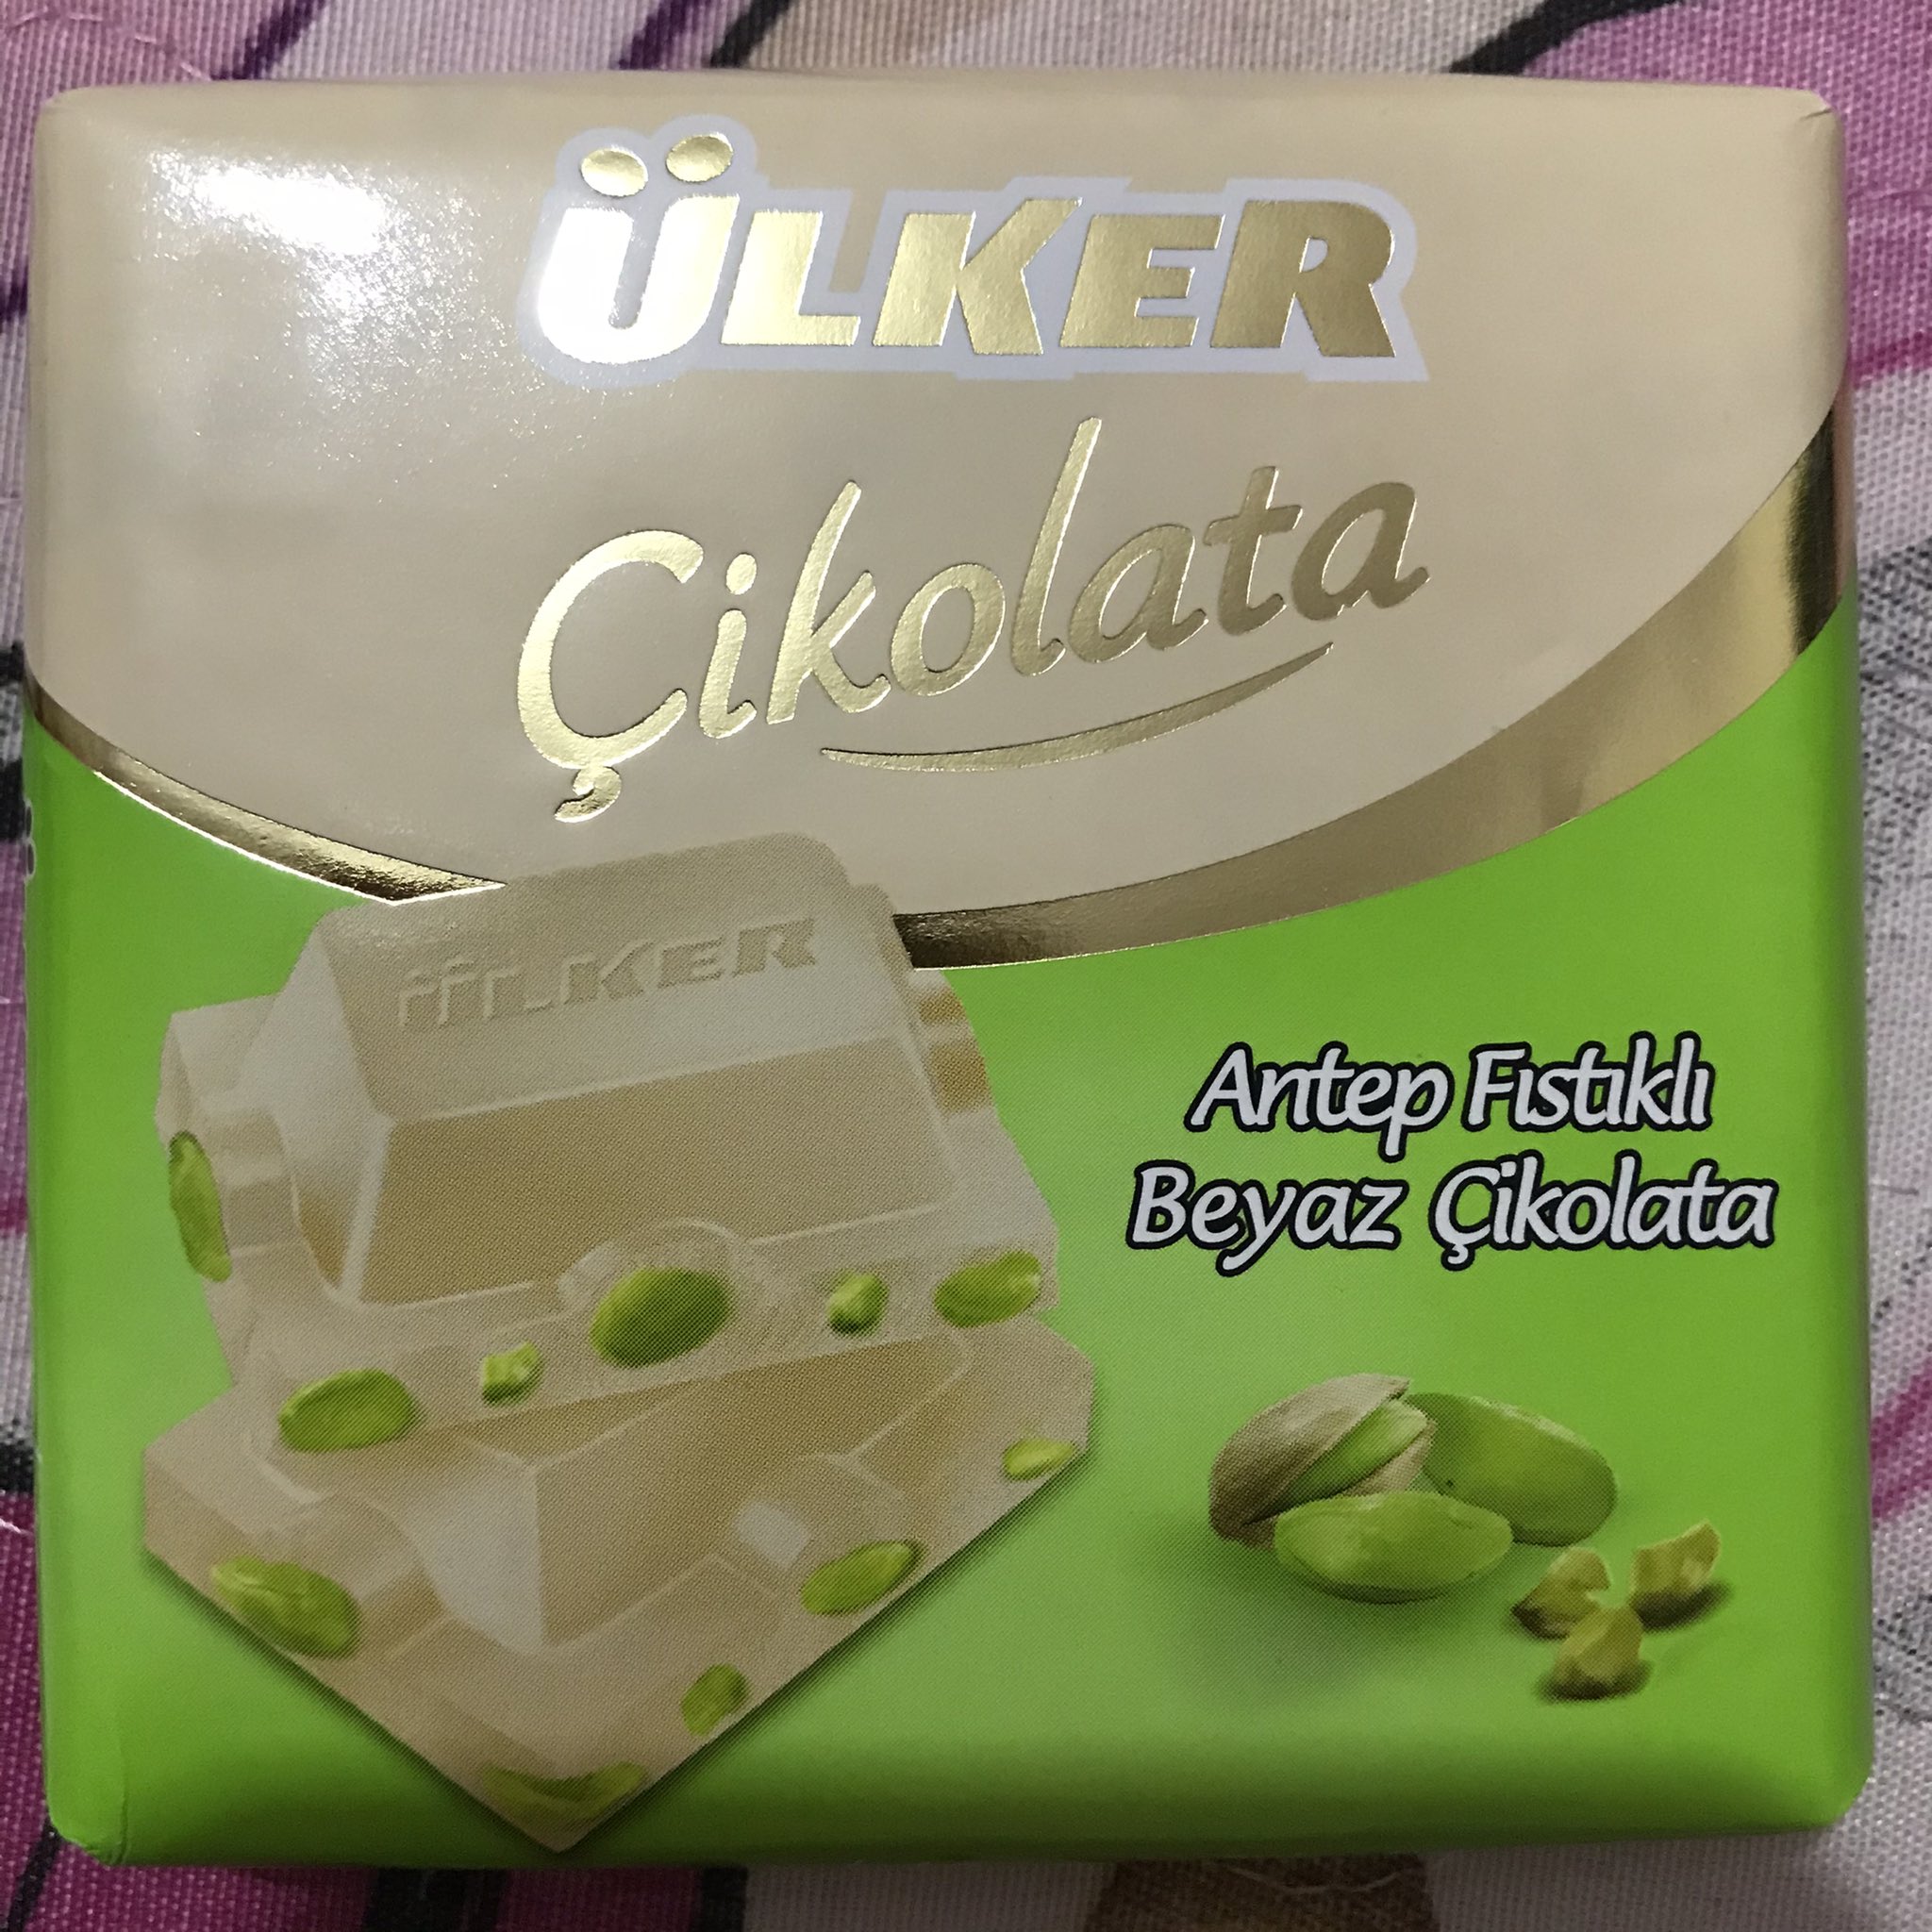 ÜLKER
Çikolata
ÜLKER
Antep Fıstıklı
Beyaz Çikolata